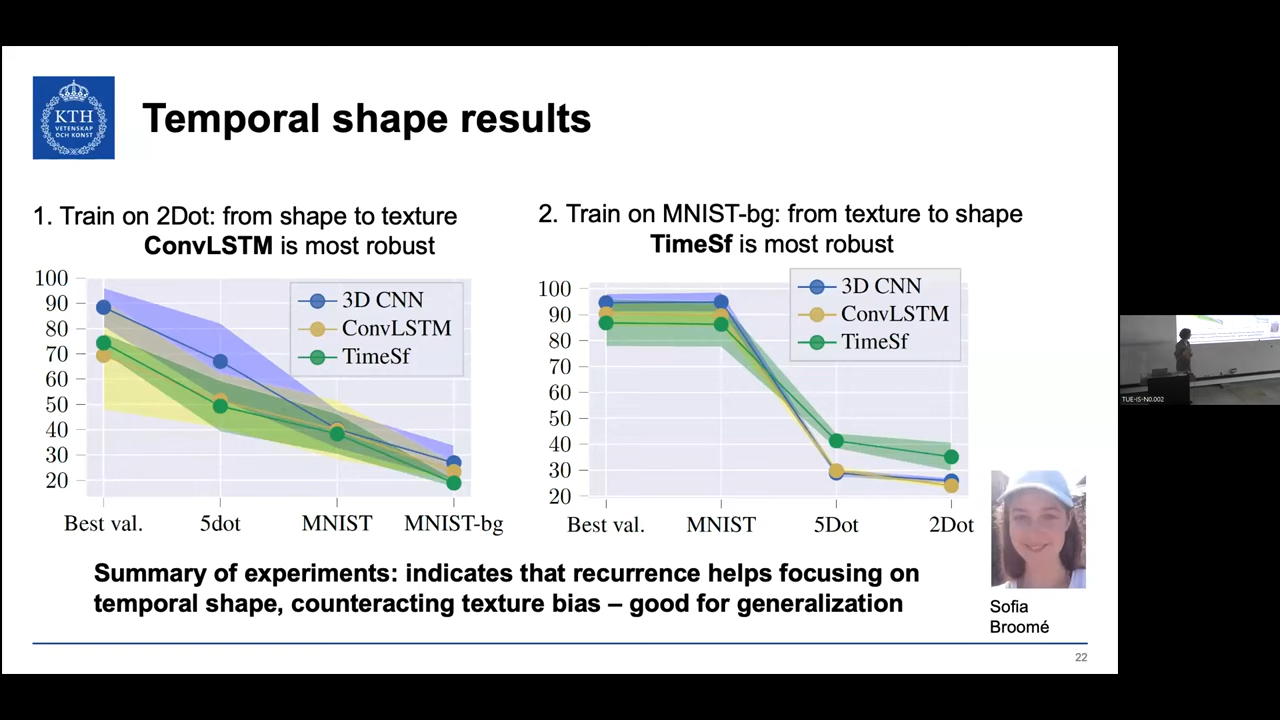 KTH
VETENSKAP
OCH KONST
Temporal shape results
1. Train on 2Dot: from shape to texture
ConvLSTM is most robust
100
90
80
70
60
50
40
30
20
3D CNN
ConvLSTM
TimeSf
Best val.
5dot
MNIST
MNIST-bg
2. Train on MNIST-bg: from texture to shape
TimeSf is most robust
100
90
80
70
60
50
40
30
20
3D CNN
ConvLSTM
TimeSf
Best val.
MNIST
5Dot
2Dot
Summary of experiments: indicates that recurrence helps focusing on
temporal shape, counteracting texture bias – good for generalization
Sofia
Broomé
22
TUE-IS-N0.002